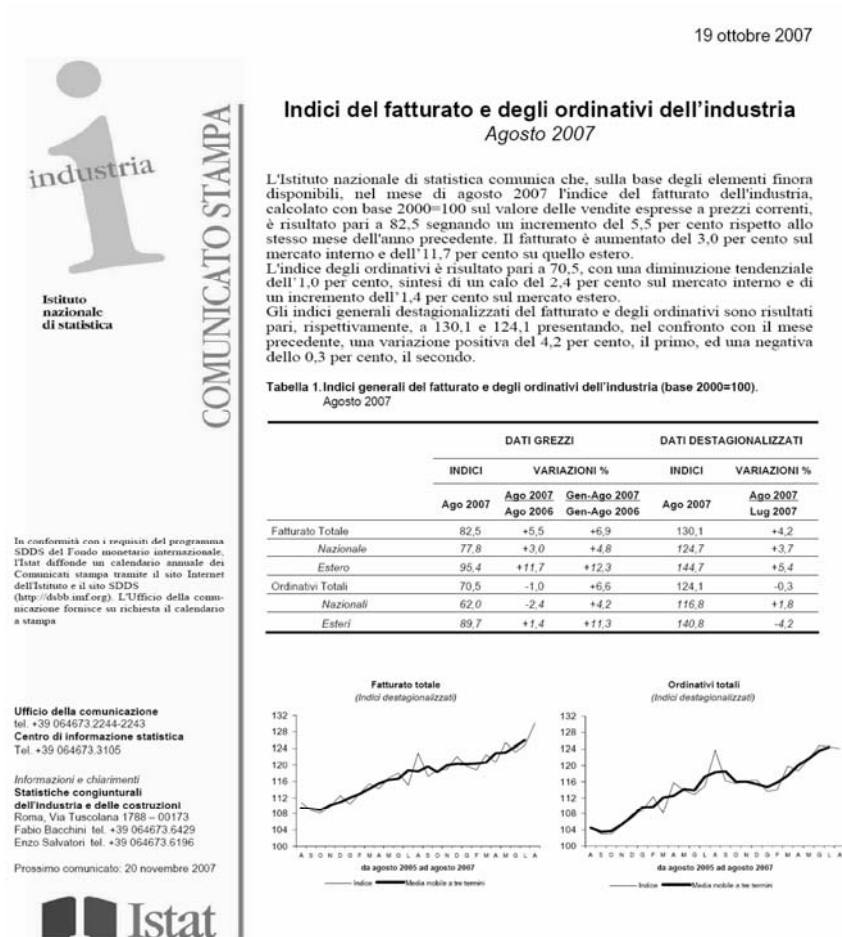 19 ottobre 2007
industria
COMUNICATO STAMPA
Istituto
nazionale
di statistica
Indici del fatturato e degli ordinativi dell'industria
Agosto 2007
L'Istituto nazionale di statistica comunica che, sulla base degli elementi finora
disponibili, nel mese di agosto 2007 l'indice del fatturato dell'industria,
calcolato con base 2000=100 sul valore delle vendite espresse a prezzi correnti,
è risultato pari a 82,5 segnando un incremento del 5,5 per cento rispetto allo
stesso mese dell'anno precedente. Il fatturato è aumentato del 3,0 per cento sul
mercato interno e dell'11,7 per cento su quello estero.
L'indice degli ordinativi è risultato pari a 70,5, con una diminuzione tendenziale
dell'1,0 per cento, sintesi di un calo del 2,4 per cento sul mercato interno e di
un incremento dell'1,4 per cento sul mercato estero.
Gli indici generali destagionalizzati del fatturato e degli ordinativi sono risultati
pari, rispettivamente, a 130,1 e 124,1 presentando, nel confronto con il mese
precedente, una variazione positiva del 4,2 per cento, il primo, ed una negativa
dello 0,3 per cento, il secondo.
Tabella 1. Indici generali del fatturato e degli ordinativi dell'industria (base 2000=100).
Agosto 2007
DATI GREZZI DATI DESTAGIONALIZZATI
INDICI VARIAZIONI % INDICI VARIAZIONI %
Ago 2007 Ago 2007 Gen-Ago 2007 Ago 2007 Ago 2007
Ago 2006 Gen-Ago 2006 Lug 2007
Fatturato Totale 82,5 +5,5 +6,9 130,1 +4,2
Nazionale 77,8 +3,0 +4,8 124,7 +3,7
Estero 95,4 +11,7 +12,3 144,7 +5,4
Ordinativi Totali 70,5 -1,0 +6,6 124,1 -0,3
Nazionali 62,0 -2,4 +4,2 116,8 +1,8
Esteri 89,7 +1,4 +11,3 140,8 -4,2
In conformità con i requisiti del programma
SDDS del Fondo monetario internazionale,
l'Istat diffonde un calendario annuale dei
Comunicati stampa tramite il sito Internet
dell'Istituto e il sito SDDS
(http://dsbb.imf.org). L'Ufficio della comu-
nicazione fornisce su richiesta il calendario
a stampa
Ufficio della comunicazione
tel. +39 064673.2244-2243
Centro di informazione statistica
Tel. +39 064673.3105
Informazioni e chiarimenti
Statistiche congiunturali
dell'industria e delle costruzioni
Roma, Via Tuscolana 1788 – 00173
Fabio Bacchini tel. +39 064673.6429
Enzo Salvatori tel. +39 064673.6196
Prossimo comunicato: 20 novembre 2007
Istat
Fatturato totale
(Indici destagionalizzati)
132
128
124
120
116
112
108
104
100
A S O N D G F M A M G L A S O N D G F M A M G L A
da agosto 2005 ad agosto 2007
Indice Media mobile a tre termini
Ordinativi totali
(Indici destagionalizzati)
132
128
124
120
116
112
108
104
100
A S O N D G F M A M G L A S O N D G F M A M G L A
da agosto 2005 ad agosto 2007
Indice Media mobile a tre termini